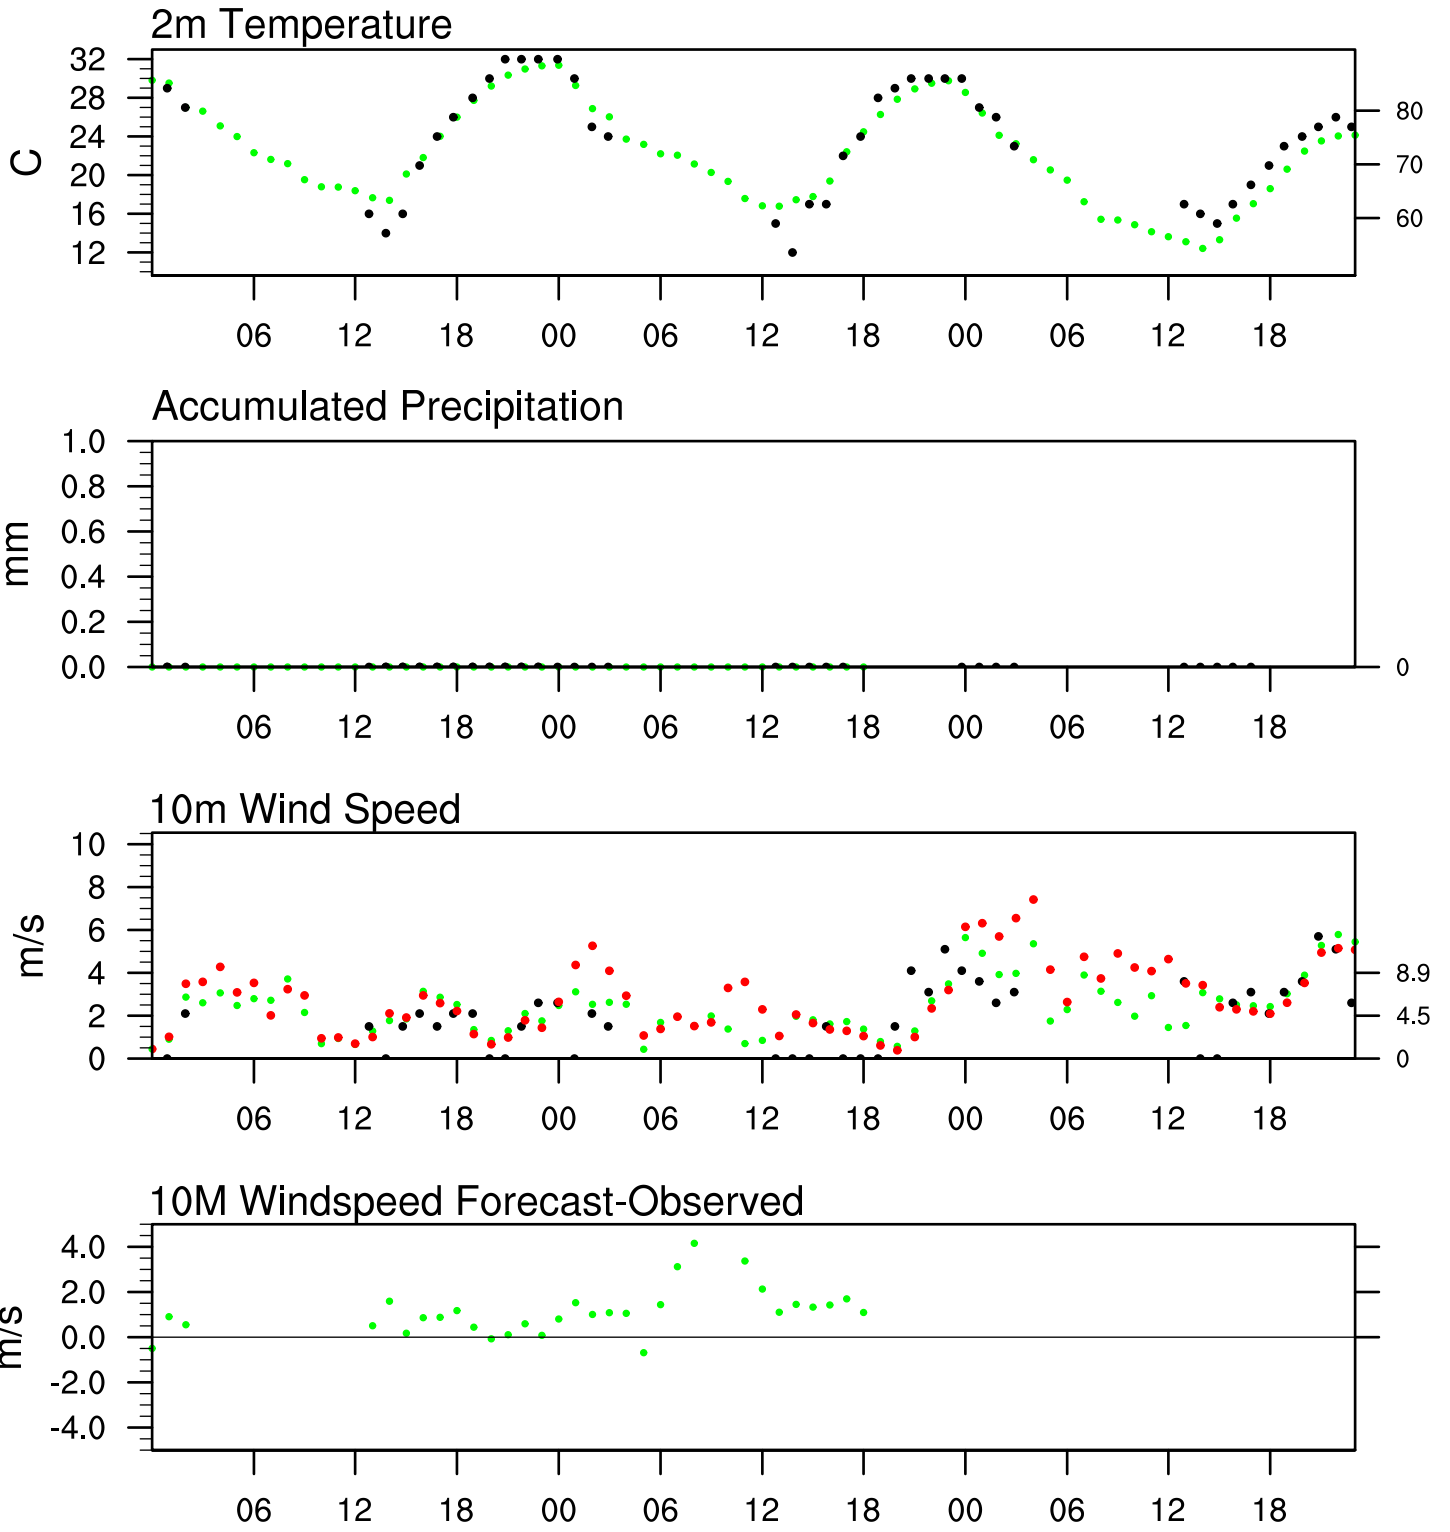 2m Temperature
32
28
24
20
16
12
C
80
70
60
06 12 18 00 06 12 18 00 06 12 18
Accumulated Precipitation
1.0
0.8
0.6
0.4
0.2
0.0
mm
0
06 12 18 00 06 12 18 00 06 12 18
10m Wind Speed
10
8
6
4
2
0
m/s
8.9
4.5
0
06 12 18 00 06 12 18 00 06 12 18
10M Windspeed Forecast-Observed
4.0
2.0
0.0
-2.0
-4.0
m/s
06 12 18 00 06 12 18 00 06 12 18